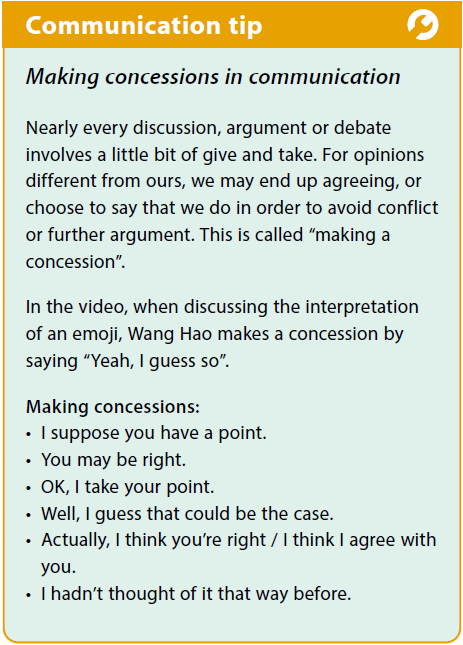 Communication tip
Making concessions in communication
Nearly every discussion, argument or debate
involves a little bit of give and take. For opinions
different from ours, we may end up agreeing, or
choose to say that we do in order to avoid conflict
or further argument. This is called “making a
concession”.
In the video, when discussing the interpretation
of an emoji, Wang Hao makes a concession by
saying “Yeah, I guess so”.
Making concessions:
• I suppose you have a point.
• You may be right.
• OK, I take your point.
• Well, I guess that could be the case.
• Actually, I think you’re right / I think I agree with
you.
• I hadn’t thought of it that way before.